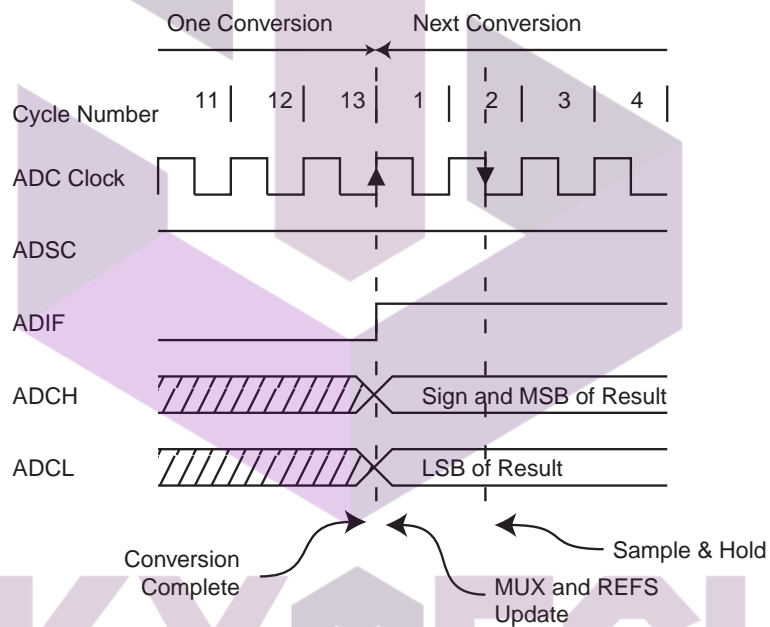 One Conversion Next Conversion
Cycle Number 11 12 13 1 2 3 4
ADC Clock
ADSC
ADIF
ADCH Sign and MSB of Result
ADCL LSB of Result
Conversion
Complete
MUX and REFS
Update
Sample & Hold